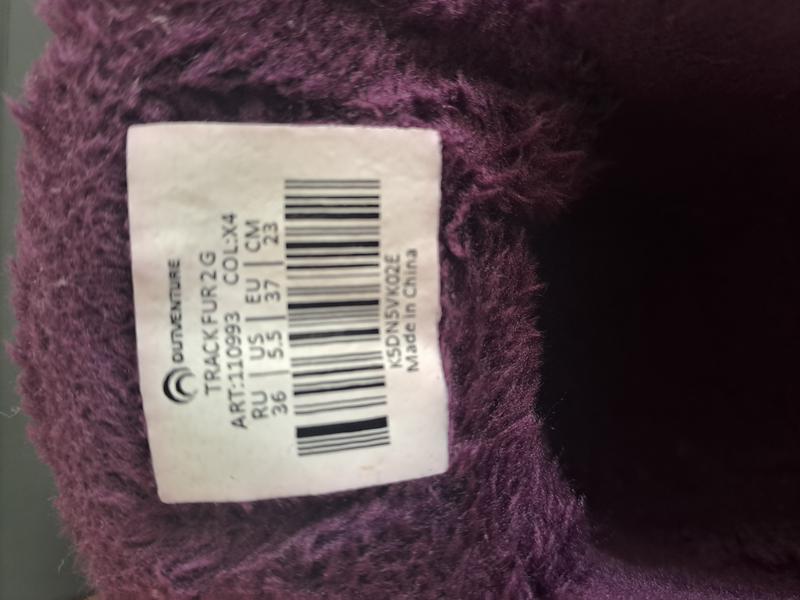 OUTVENTURE
TRACK FUR 2 G
ART:110993 COL:X4
RU | US | EU | CM
36 | 5.5 | 37 | 23
K5DN5VK02E
Made in China